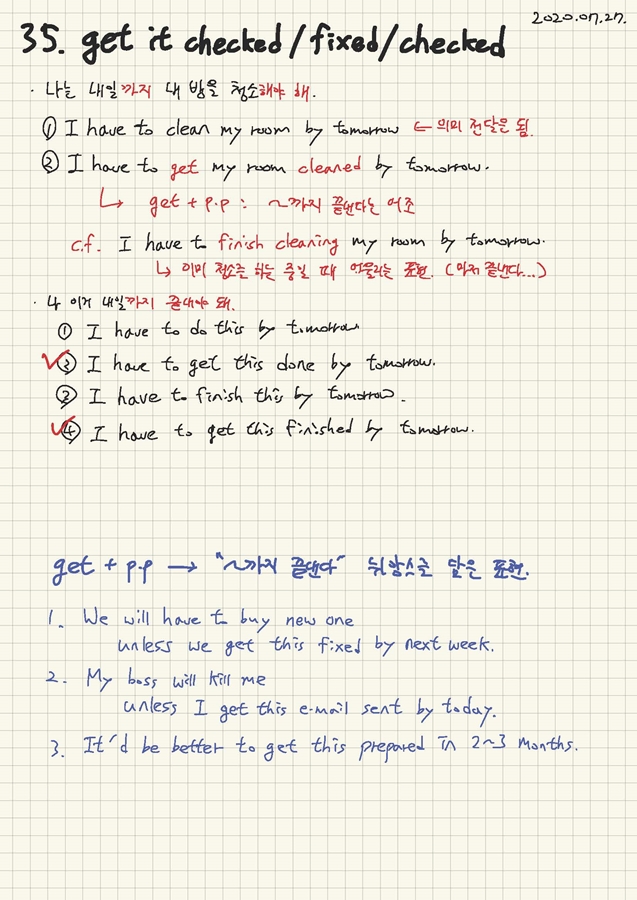 2020.07.27.
35. get it checked/fixed/checked
· 나는 내일까지 내 방을 청소해야 해.
① I have to clean my room by tomorrow ← 의미 전달은 됨.
② I have to get my room cleaned by tomorrow.
↳ get + p.p : ~까지 끝낸다는 어조
c.f. I have to finish cleaning my room by tomorrow.
↳ 이미 청소를 하는 중일 때 어울리는 표현. (마저 끝낸다...)
· 나 이거 내일까지 끝내야 돼.
① I have to do this by tomorrow
② I have to get this done by tomorrow.
③ I have to finish this by tomorrow.
④ I have to get this finished by tomorrow.
get + p.p → "~까지 끝낸다" 뉘앙스를 담은 표현.
1. We will have to buy new one
unless we get this fixed by next week.
2. My boss will kill me
unless I get this e-mail sent by today.
3. It'd be better to get this prepared in 2~3 months.